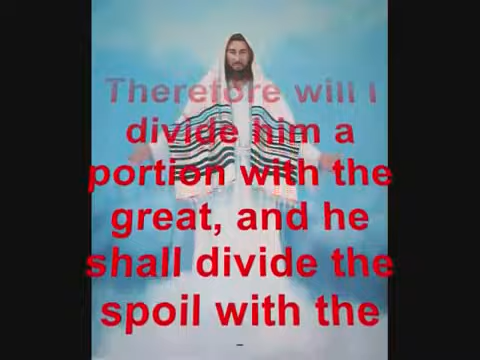 Therefore will I
divide him a
portion with the
great, and he
shall divide the
spoil with the